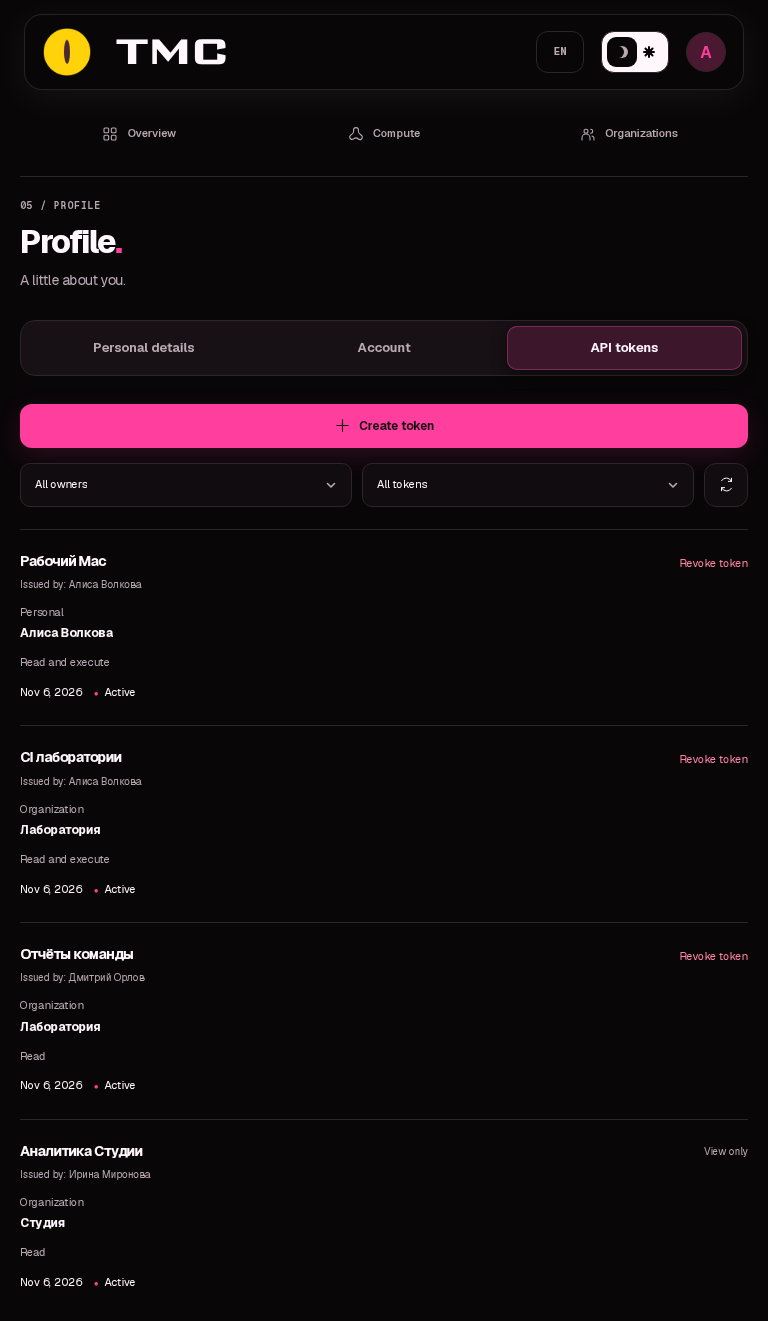 TMC
EN
A
Overview
Compute
Organizations
05 / PROFILE
Profile.
A little about you.
Personal details
Account
API tokens
Create token
All owners
All tokens
Рабочий Mac
Revoke token
Issued by: Алиса Волкова
Personal
Алиса Волкова
Read and execute
Nov 6, 2026 • Active
CI лаборатории
Revoke token
Issued by: Алиса Волкова
Organization
Лаборатория
Read and execute
Nov 6, 2026 • Active
Отчёты команды
Revoke token
Issued by: Дмитрий Орлов
Organization
Лаборатория
Read
Nov 6, 2026 • Active
Аналитика Студии
View only
Issued by: Ирина Миронова
Organization
Студия
Read
Nov 6, 2026 • Active